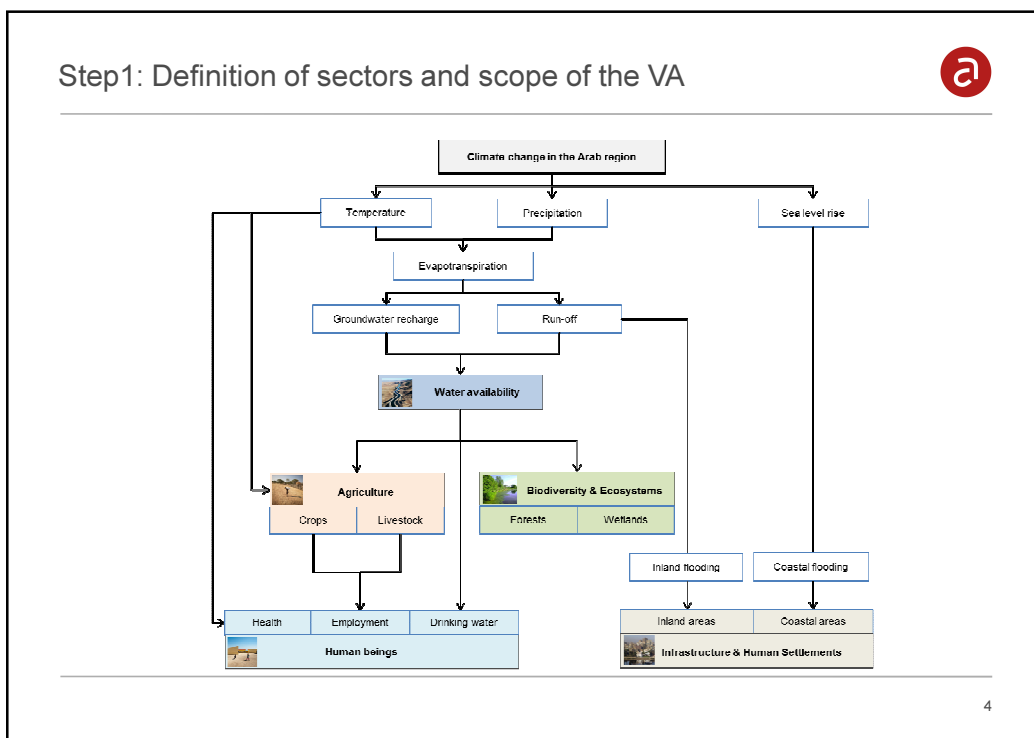 Step1: Definition of sectors and scope of the VA
Climate change in the Arab region
Temperature
Precipitation
Sea level rise
Evapotranspiration
Groundwater recharge
Run-off
Water availability
Agriculture
Biodiversity & Ecosystems
Crops
Livestock
Forests
Wetlands
Inland flooding
Coastal flooding
Health
Employment
Drinking water
Inland areas
Coastal areas
Human beings
Infrastructure & Human Settlements
4